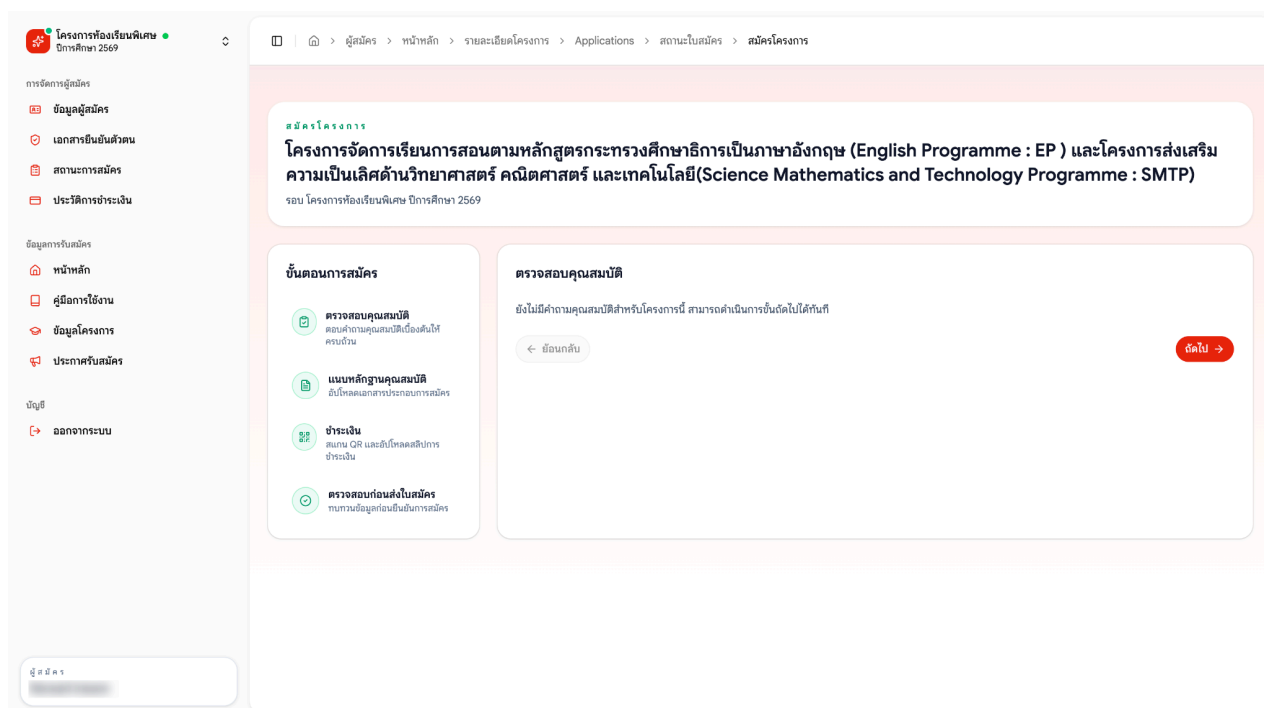 โครงการห้องเรียนพิเศษ
ปีการศึกษา 2569
การจัดการผู้สมัคร
ข้อมูลผู้สมัคร
เอกสารยืนยันตัวตน
สถานะการสมัคร
ประวัติการชำระเงิน
ข้อมูลการรับสมัคร
หน้าหลัก
คู่มือการใช้งาน
ข้อมูลโครงการ
ประกาศรับสมัคร
บัญชี
ออกจากระบบ
ผู้สมัคร
ผู้สมัคร > หน้าหลัก > รายละเอียดโครงการ > Applications > สถานะใบสมัคร > สมัครโครงการ
สมัครโครงการ
โครงการจัดการเรียนการสอนตามหลักสูตรกระทรวงศึกษาธิการเป็นภาษาอังกฤษ (English Programme : EP ) และโครงการส่งเสริม
ความเป็นเลิศด้านวิทยาศาสตร์ คณิตศาสตร์ และเทคโนโลยี(Science Mathematics and Technology Programme : SMTP)
รอบ โครงการห้องเรียนพิเศษ ปีการศึกษา 2569
ขั้นตอนการสมัคร
ตรวจสอบคุณสมบัติ
ตอบคำถามคุณสมบัติเบื้องต้นให้
ครบถ้วน
แนบหลักฐานคุณสมบัติ
อัปโหลดเอกสารประกอบการสมัคร
ชำระเงิน
สแกน QR และอัปโหลดสลิปการ
ชำระเงิน
ตรวจสอบก่อนส่งใบสมัคร
ทบทวนข้อมูลก่อนยืนยันการสมัคร
ตรวจสอบคุณสมบัติ
ยังไม่มีคำถามคุณสมบัติสำหรับโครงการนี้ สามารถดำเนินการขั้นถัดไปได้ทันที
← ย้อนกลับ
ถัดไป →